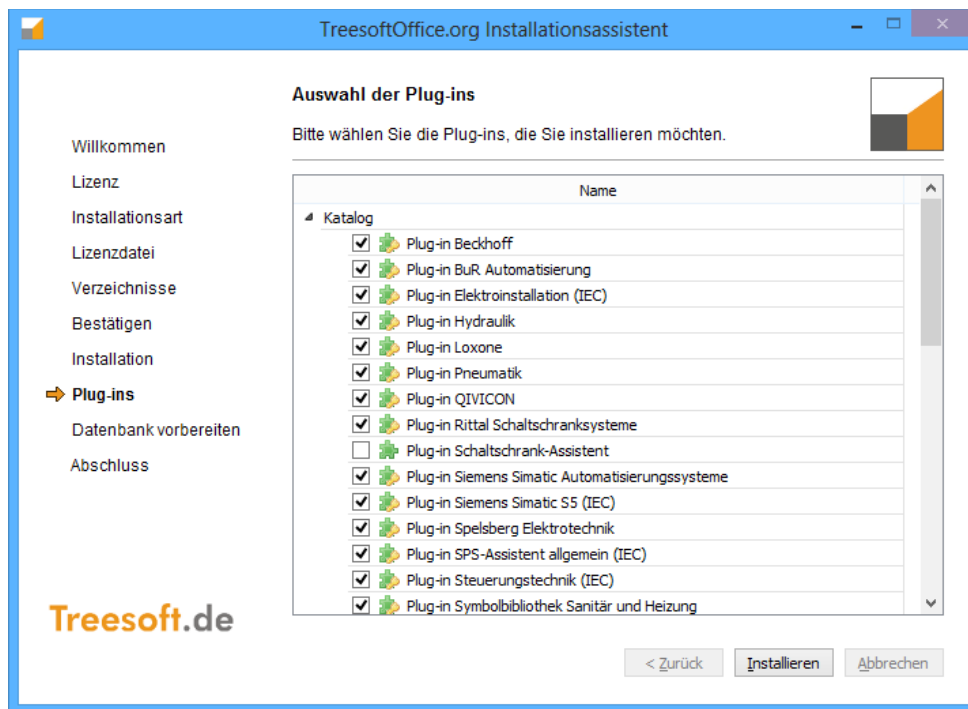 TreesoftOffice.org Installationsassistent
Willkommen
Lizenz
Installationsart
Lizenzdatei
Verzeichnisse
Bestätigen
Installation
Plug-ins
Datenbank vorbereiten
Abschluss
Treesoft.de
Auswahl der Plug-ins
Bitte wählen Sie die Plug-ins, die Sie installieren möchten.
Name
Katalog
Plug-in Beckhoff
Plug-in BuR Automatisierung
Plug-in Elektroinstallation (IEC)
Plug-in Hydraulik
Plug-in Loxone
Plug-in Pneumatik
Plug-in QIVICON
Plug-in Rittal Schaltschranksysteme
Plug-in Schaltschrank-Assistent
Plug-in Siemens Simatic Automatisierungssysteme
Plug-in Siemens Simatic S5 (IEC)
Plug-in Spelsberg Elektrotechnik
Plug-in SPS-Assistent allgemein (IEC)
Plug-in Steuerungstechnik (IEC)
Plug-in Symbolbibliothek Sanitär und Heizung
< Zurück
Installieren
Abbrechen